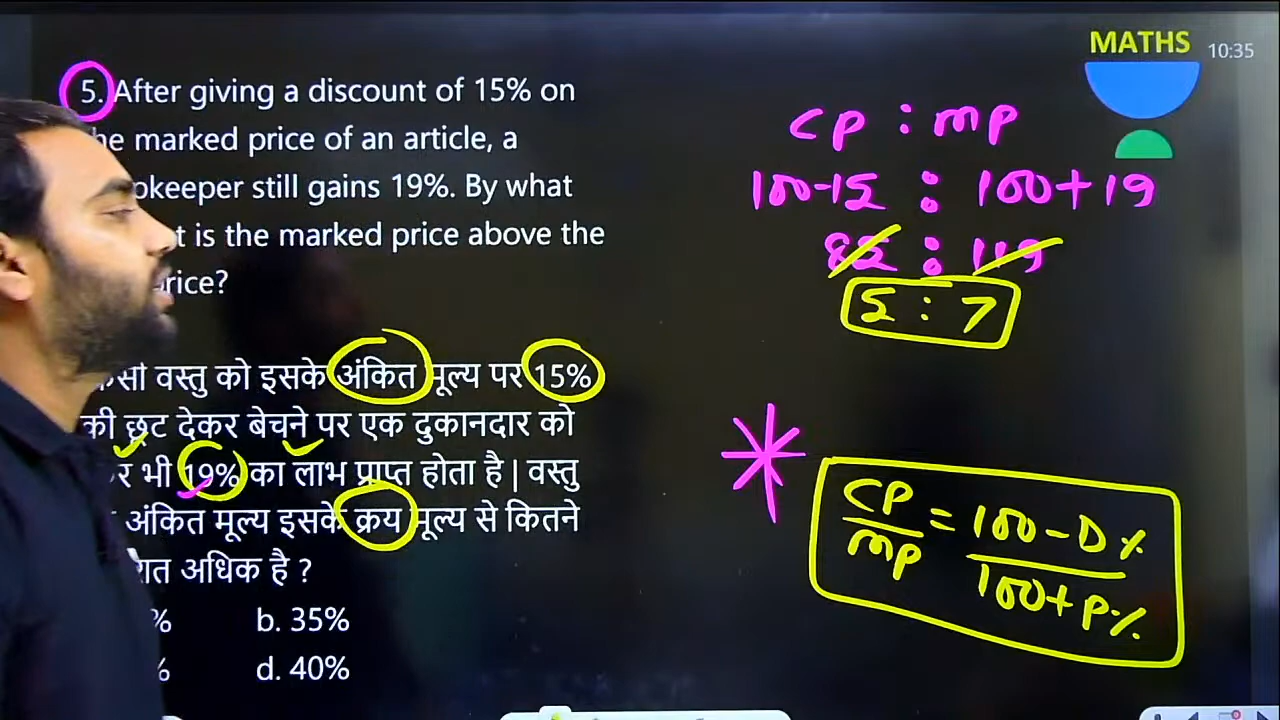 MATHS
10:35
5. After giving a discount of 15% on
he marked price of an article, a
okeeper still gains 19%. By what
t is the marked price above the
rice?
वस्तु को इसके अंकित मूल्य पर 15%
की छूट देकर बेचने पर एक दुकानदार को
भी 19% का लाभ प्राप्त होता है | वस्तु
अंकित मूल्य इसके क्रय मूल्य से कितने
अधिक है ?
% b. 35%
% d. 40%
CP : MP
100-15 : 100+19
85 : 119
5 : 7
CP/MP = 100-D%/100+P%